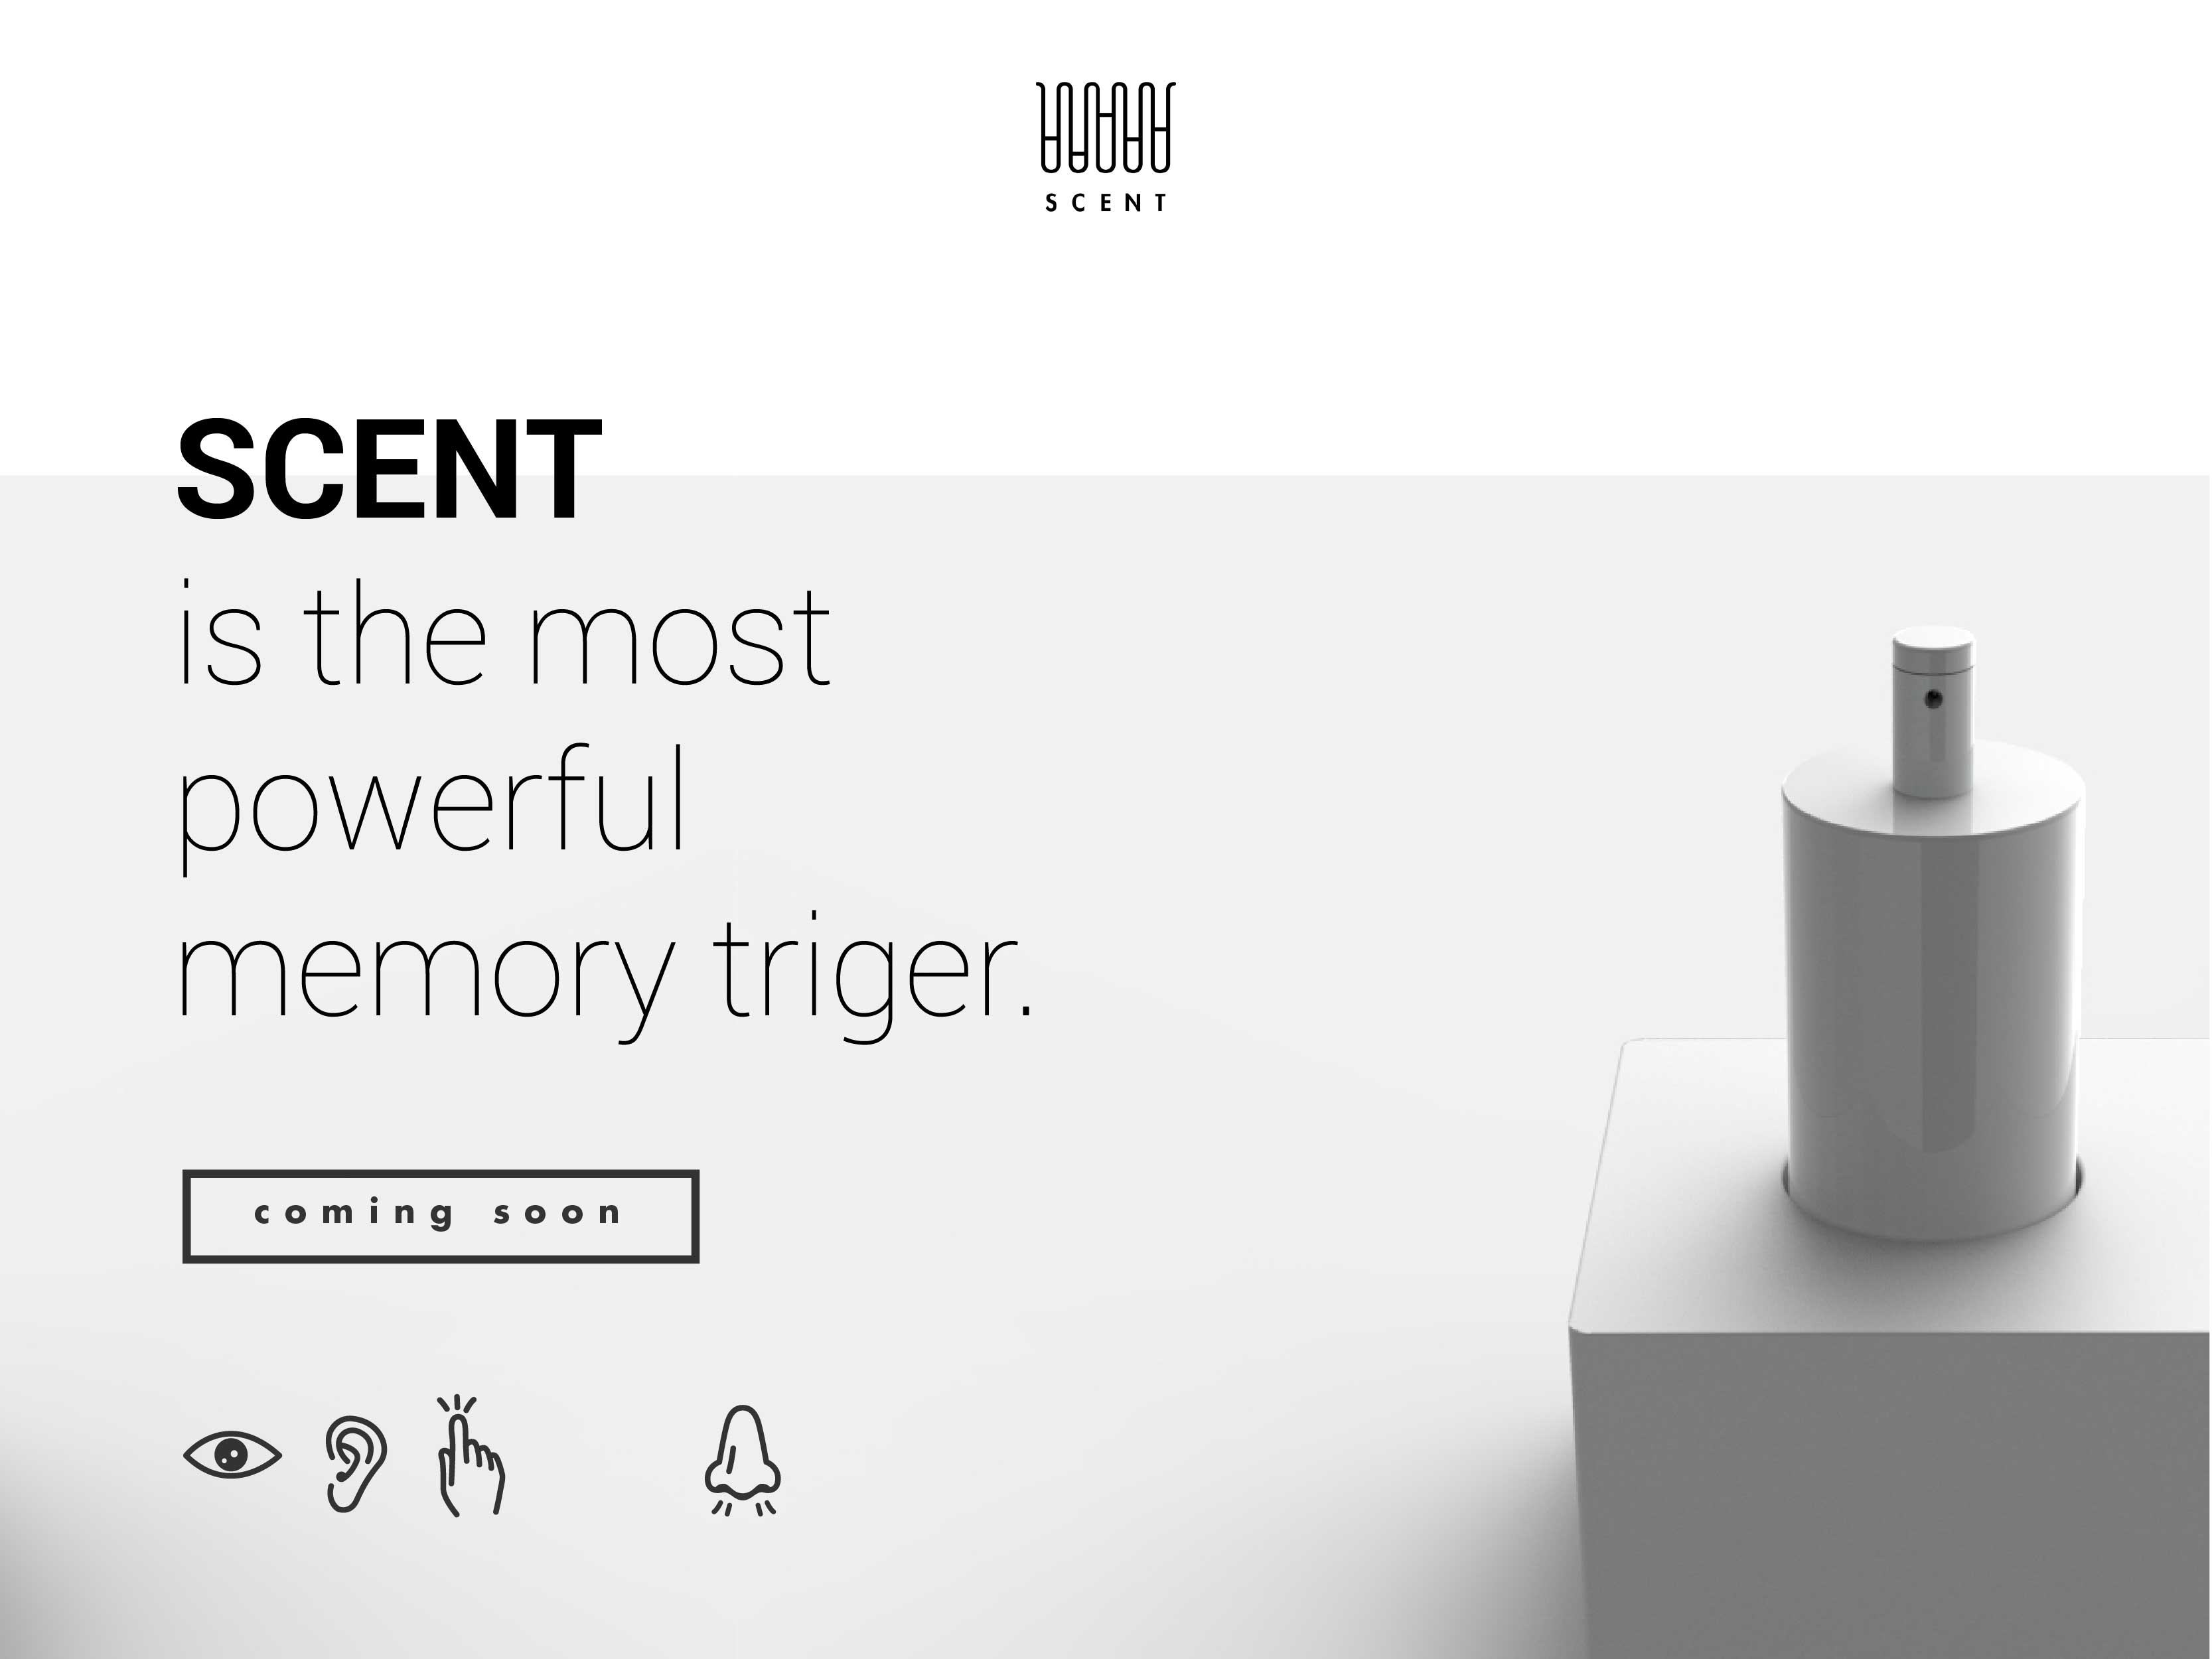 SCENT
SCENT
is the most
powerful
memory triger.
coming soon